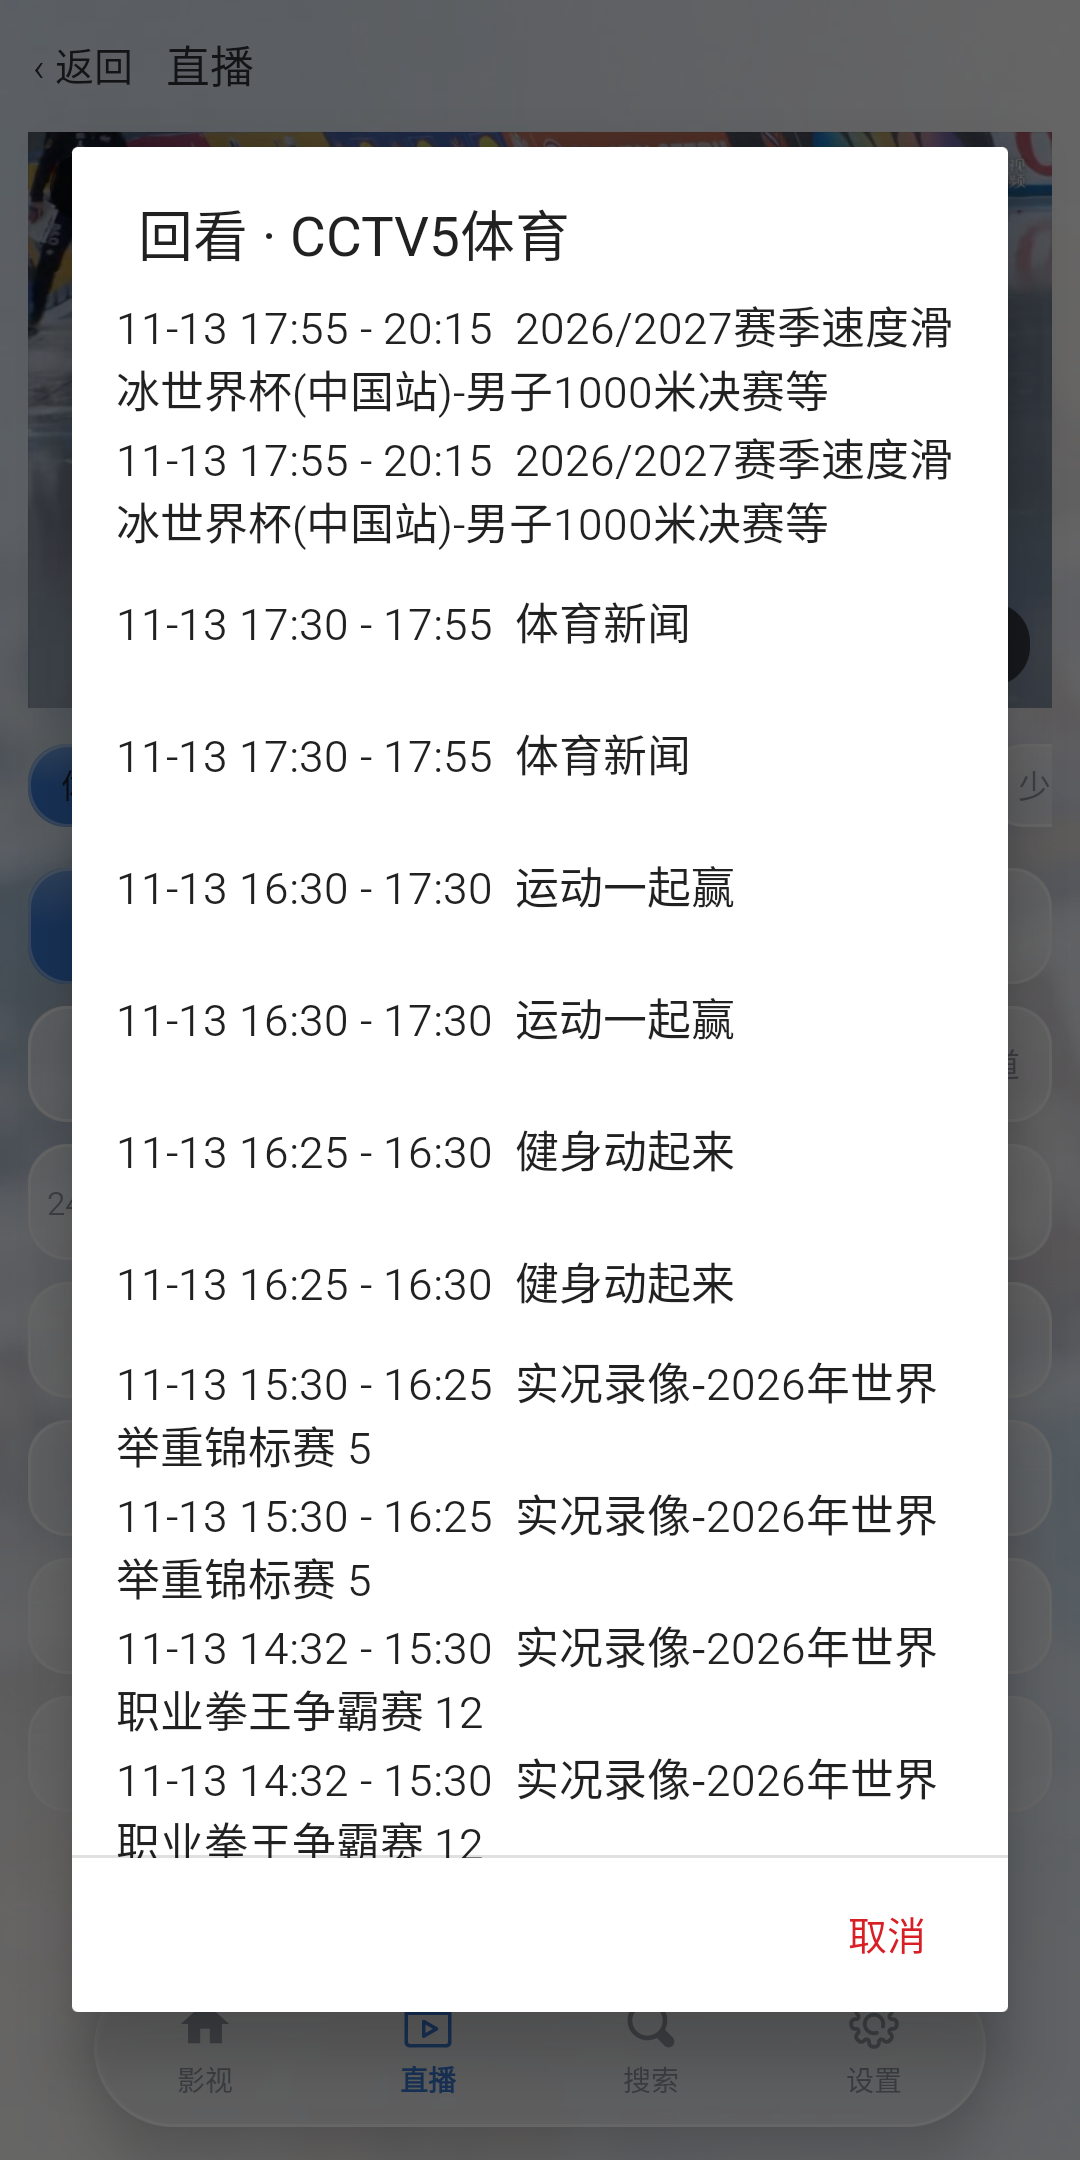 ‹ 返回 直播
回看 · CCTV5体育
11-13 17:55 - 20:15 2026/2027赛季速度滑
冰世界杯(中国站)-男子1000米决赛等
11-13 17:55 - 20:15 2026/2027赛季速度滑
冰世界杯(中国站)-男子1000米决赛等
11-13 17:30 - 17:55 体育新闻
11-13 17:30 - 17:55 体育新闻
少
11-13 16:30 - 17:30 运动一起赢
11-13 16:30 - 17:30 运动一起赢
11-13 16:25 - 16:30 健身动起来
24
11-13 16:25 - 16:30 健身动起来
11-13 15:30 - 16:25 实况录像-2026年世界
举重锦标赛 5
11-13 15:30 - 16:25 实况录像-2026年世界
举重锦标赛 5
11-13 14:32 - 15:30 实况录像-2026年世界
职业拳王争霸赛 12
11-13 14:32 - 15:30 实况录像-2026年世界
职业拳王争霸赛 12
取消
影视 直播 搜索 设置